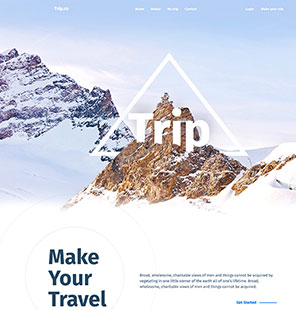 Trip.co
Home About My trip Contact
Login Make your trip
Trip
Make
Your
Travel
Broad, wholesome, charitable views of men and things cannot be acquired by
vegetating in one little corner of the earth all of one's lifetime. Broad,
wholesome, charitable views of men and things cannot be acquired.
Get Started